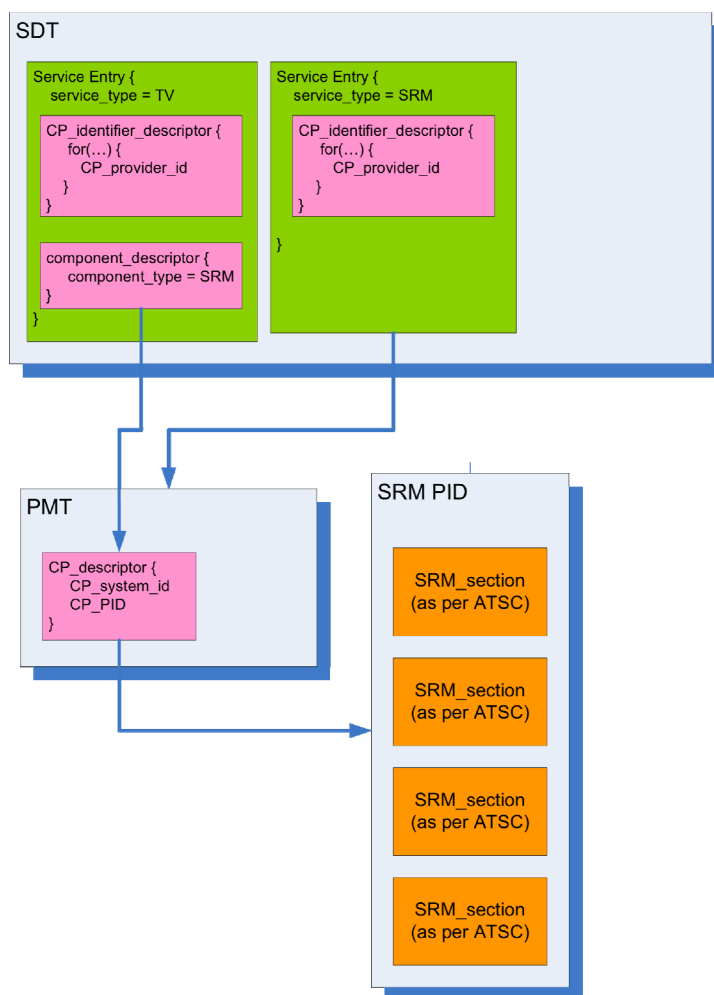 SDT
Service Entry {
service_type = TV
CP_identifier_descriptor {
for(…) {
CP_provider_id
}
}
component_descriptor {
component_type = SRM
}
}
Service Entry {
service_type = SRM
CP_identifier_descriptor {
for(…) {
CP_provider_id
}
}
}
PMT
CP_descriptor {
CP_system_id
CP_PID
}
SRM PID
SRM_section
(as per ATSC)
SRM_section
(as per ATSC)
SRM_section
(as per ATSC)
SRM_section
(as per ATSC)